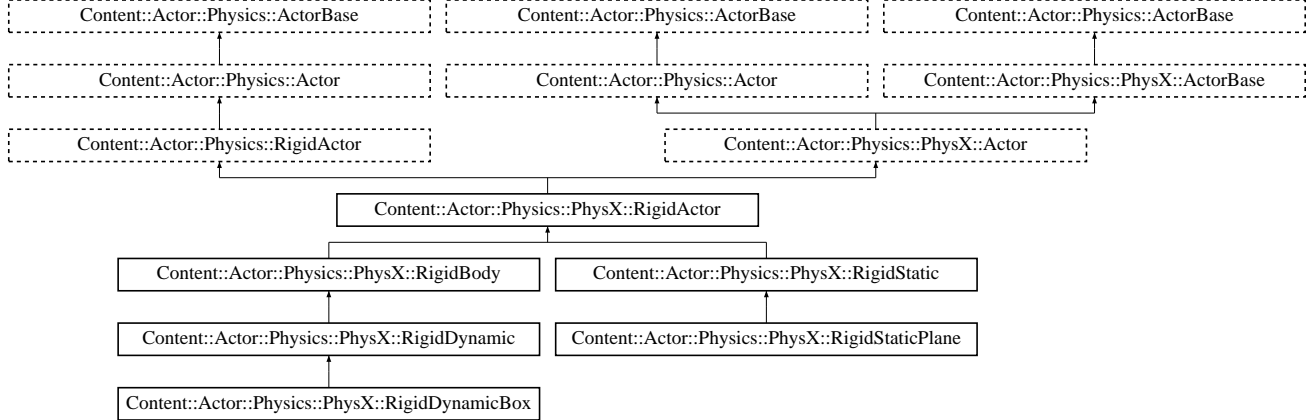 Content::Actor::Physics::ActorBase
Content::Actor::Physics::ActorBase
Content::Actor::Physics::ActorBase
Content::Actor::Physics::Actor
Content::Actor::Physics::Actor
Content::Actor::Physics::PhysX::ActorBase
Content::Actor::Physics::RigidActor
Content::Actor::Physics::PhysX::Actor
Content::Actor::Physics::PhysX::RigidActor
Content::Actor::Physics::PhysX::RigidBody
Content::Actor::Physics::PhysX::RigidStatic
Content::Actor::Physics::PhysX::RigidDynamic
Content::Actor::Physics::PhysX::RigidStaticPlane
Content::Actor::Physics::PhysX::RigidDynamicBox